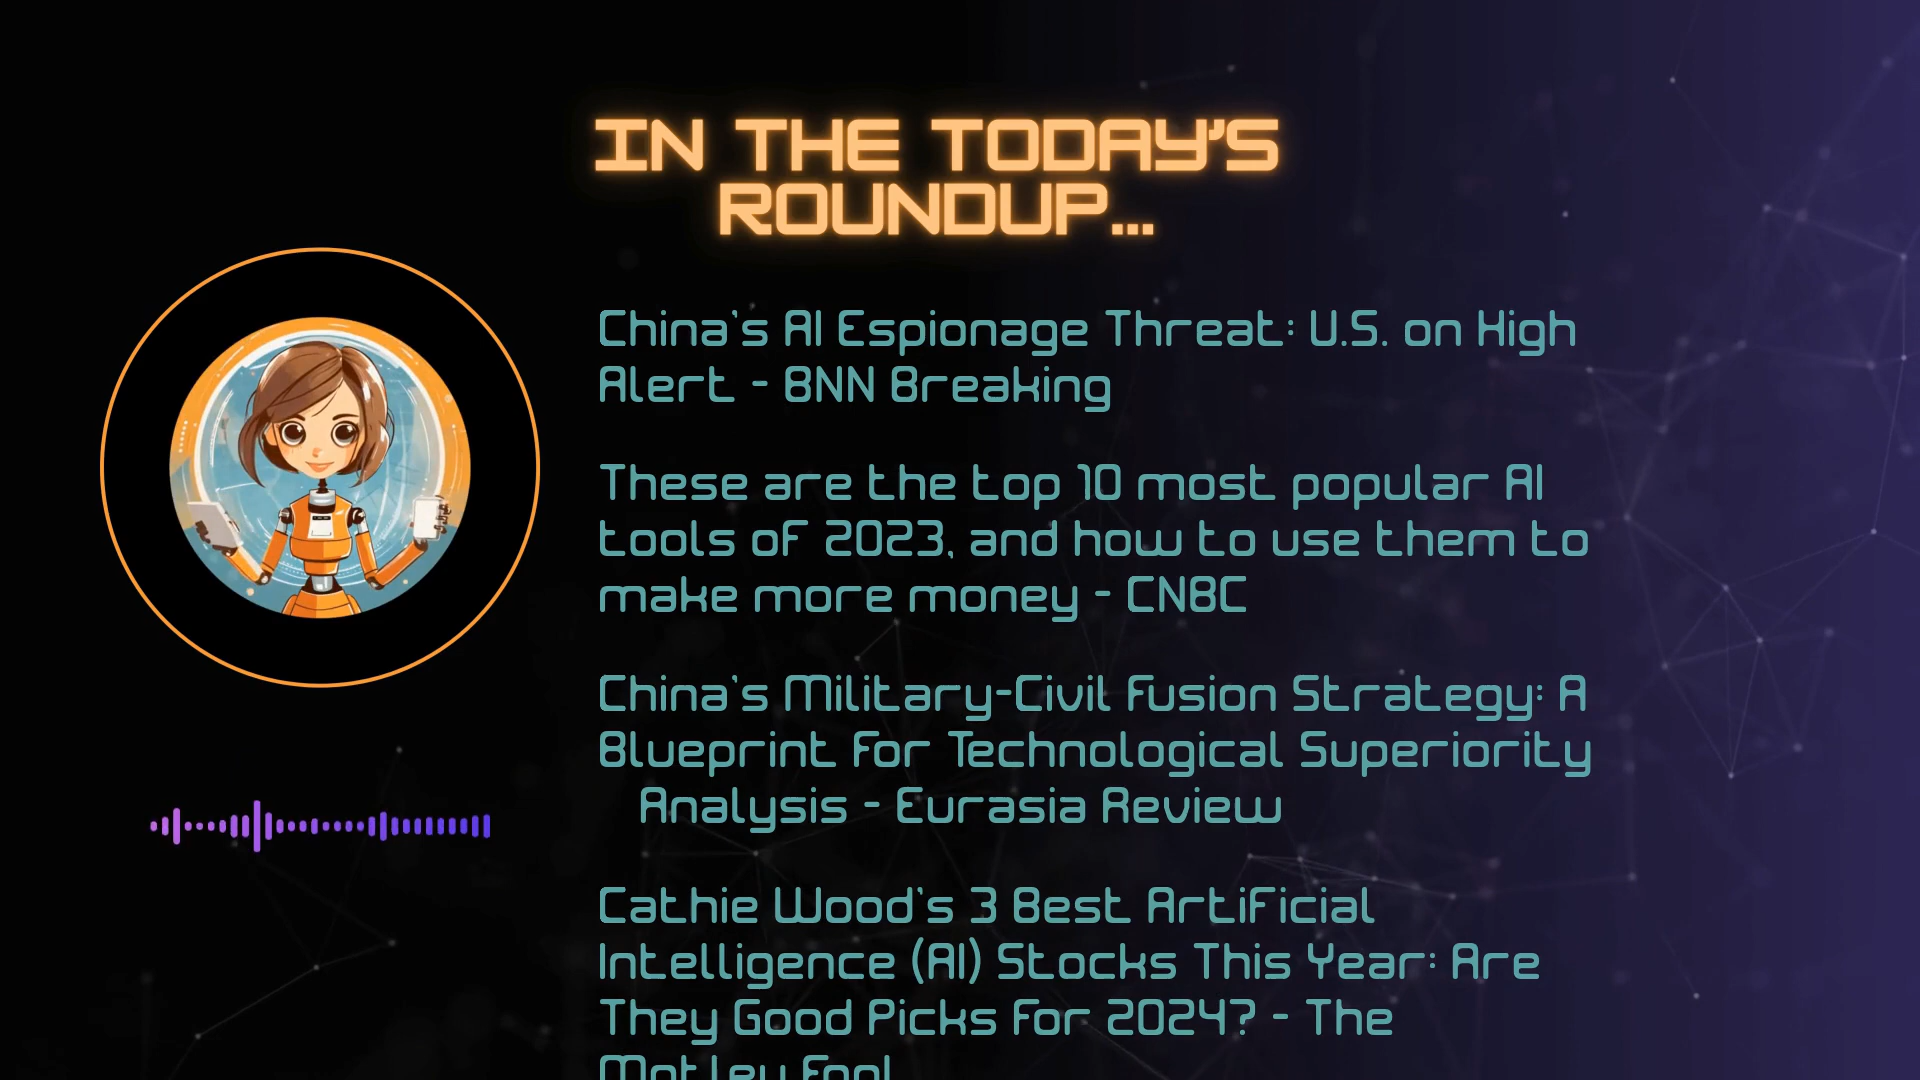 IN THE TODAY'S
ROUNDUP...
China's AI Espionage Threat: U.S. on High
Alert - BNN Breaking
These are the top 10 most popular AI
tools of 2023, and how to use them to
make more money - CNBC
China's Military-Civil Fusion Strategy: A
Blueprint for Technological Superiority
Analysis - Eurasia Review
Cathie Wood's 3 Best Artificial
Intelligence (AI) Stocks This Year: Are
They Good Picks For 2024? - The
Motley Fool